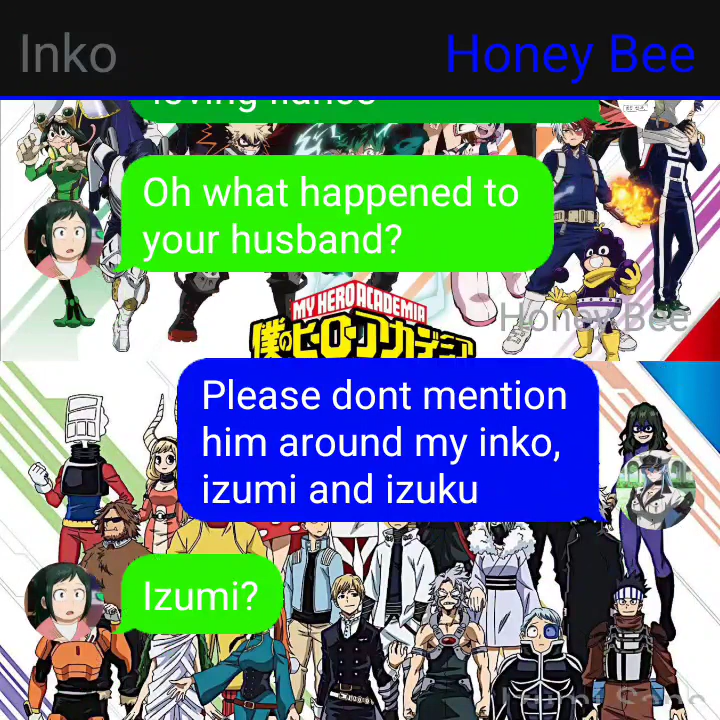 Inko
Honey Bee
Oh what happened to
your husband?
MY HERO ACADEMIA
Honey Bee
僕のヒーローアカデミア
Please dont mention
him around my inko,
izumi and izuku
Izumi?